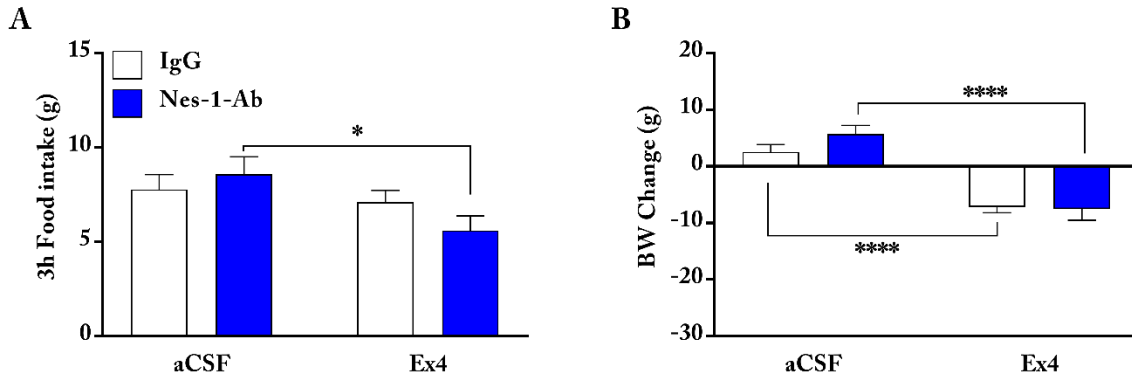 A
3h Food intake (g)
15
10
5
0
IgG
Nes-1-Ab
*
aCSF Ex4
B
BW Change (g)
20
10
0
-10
-20
-30
****
****
aCSF Ex4